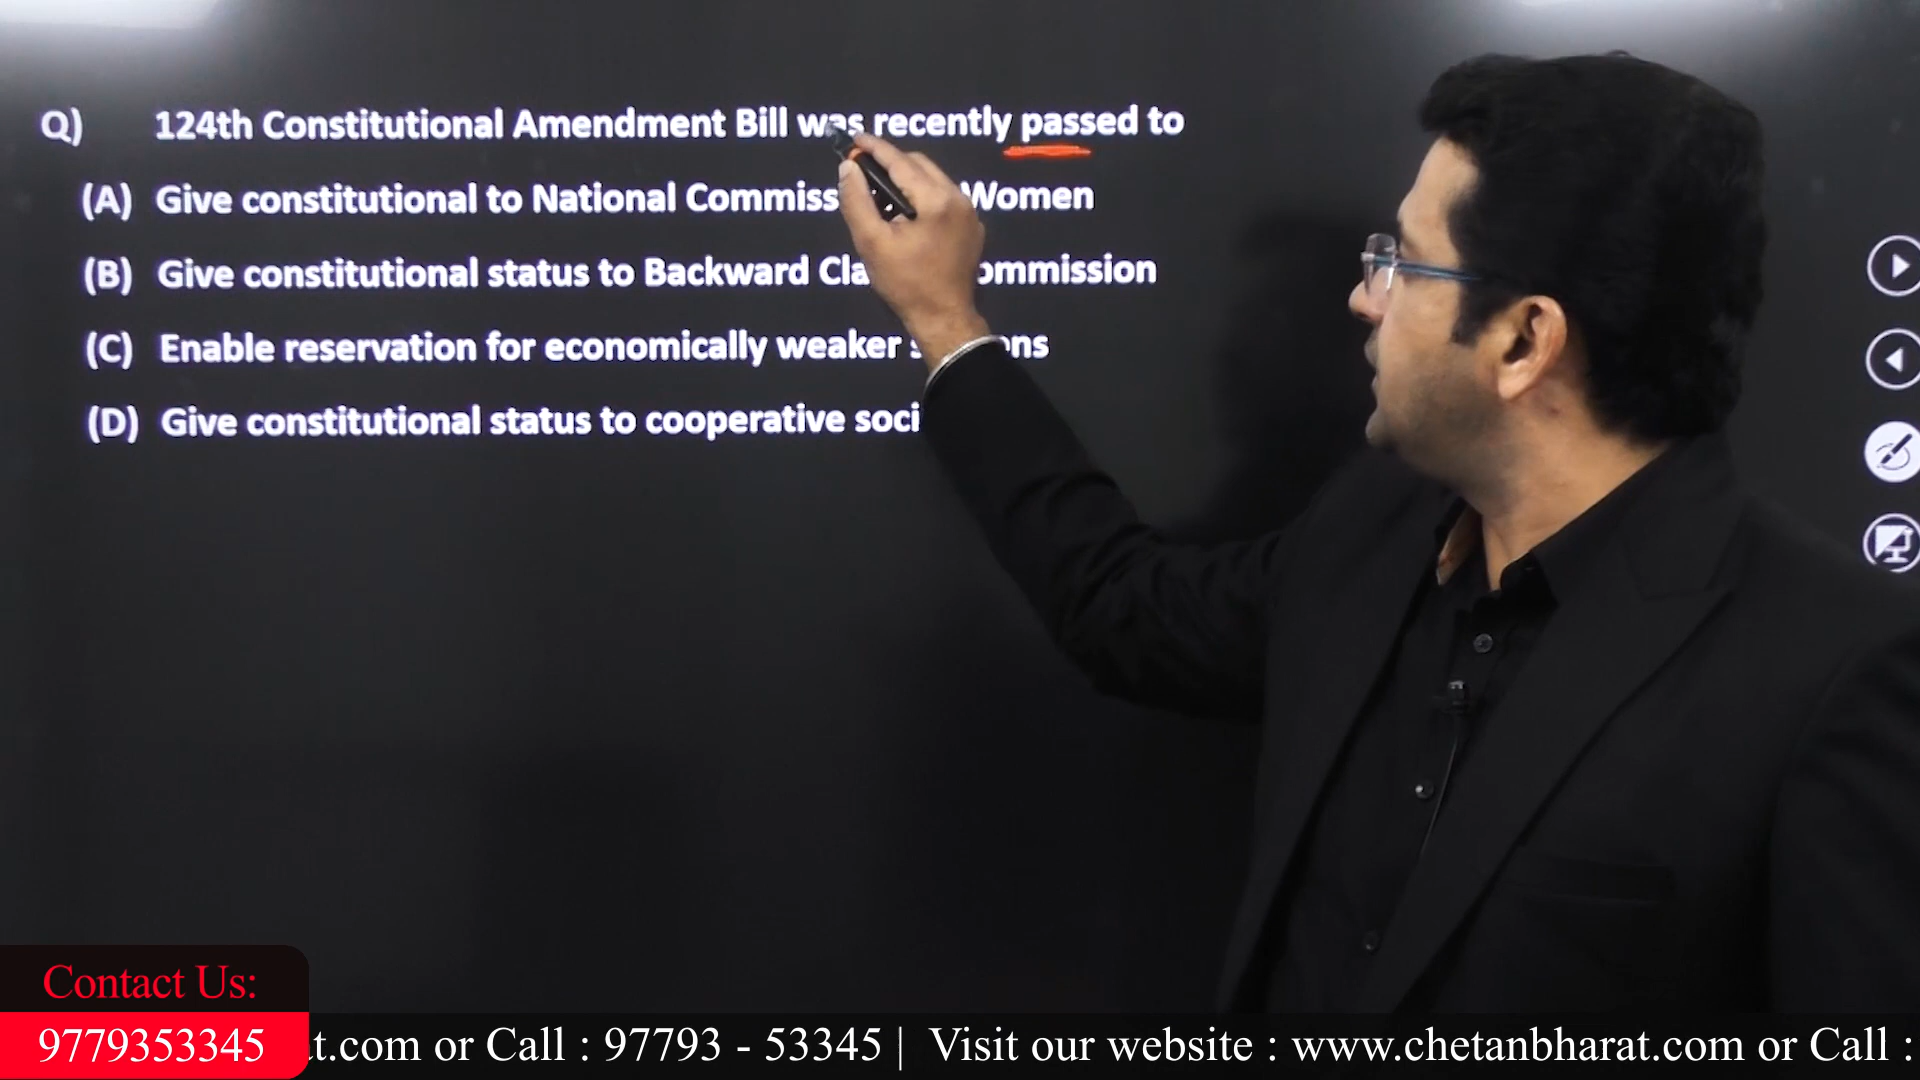 Q) 124th Constitutional Amendment Bill was recently passed to
(A) Give constitutional to National Commiss Women
(B) Give constitutional status to Backward Cla ommission
(C) Enable reservation for economically weaker s ns
(D) Give constitutional status to cooperative soci
Contact Us:
9779353345
t.com or Call : 97793 - 53345 | Visit our website : www.chetanbharat.com or Call :